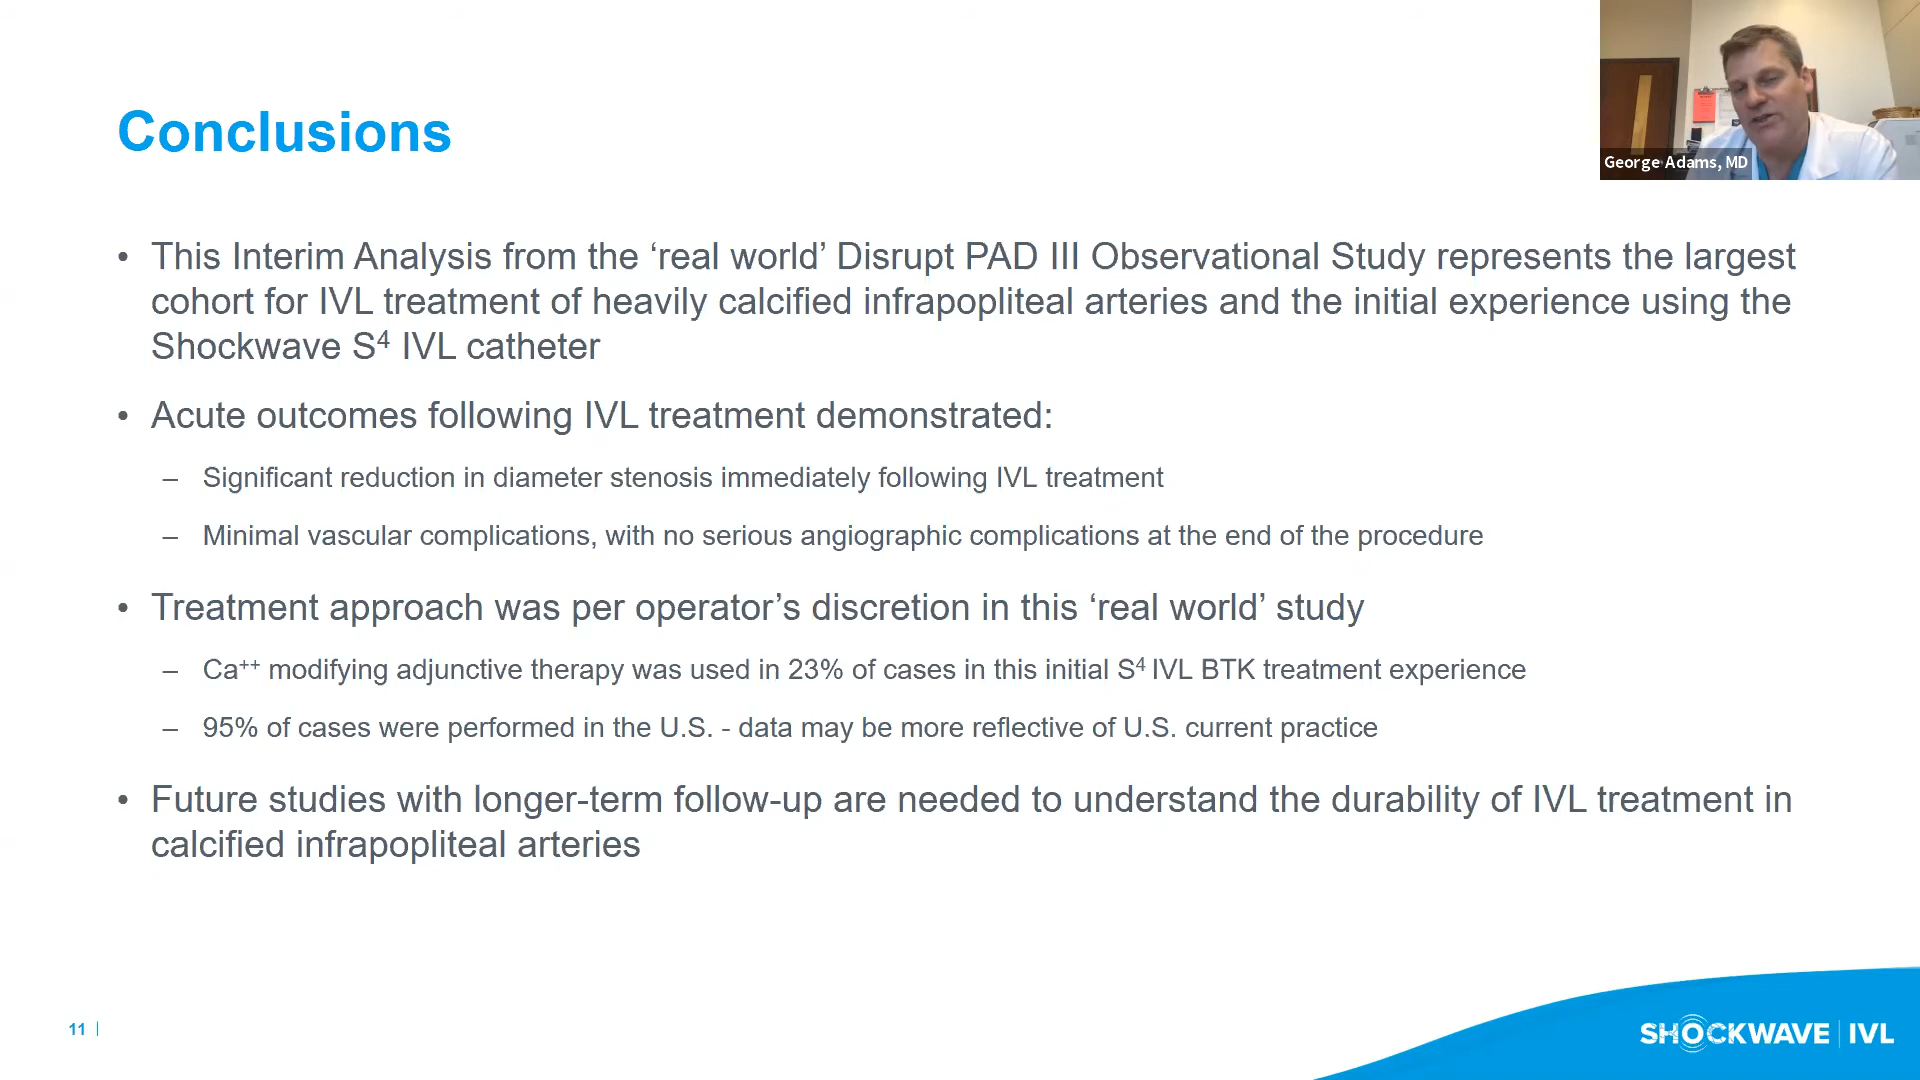 Conclusions
George Adams, MD
• This Interim Analysis from the ‘real world’ Disrupt PAD III Observational Study represents the largest
cohort for IVL treatment of heavily calcified infrapopliteal arteries and the initial experience using the
Shockwave S⁴ IVL catheter
• Acute outcomes following IVL treatment demonstrated:
– Significant reduction in diameter stenosis immediately following IVL treatment
– Minimal vascular complications, with no serious angiographic complications at the end of the procedure
• Treatment approach was per operator’s discretion in this ‘real world’ study
– Ca⁺⁺ modifying adjunctive therapy was used in 23% of cases in this initial S⁴ IVL BTK treatment experience
– 95% of cases were performed in the U.S. - data may be more reflective of U.S. current practice
• Future studies with longer-term follow-up are needed to understand the durability of IVL treatment in
calcified infrapopliteal arteries
11 |
SHOCKWAVE | IVL